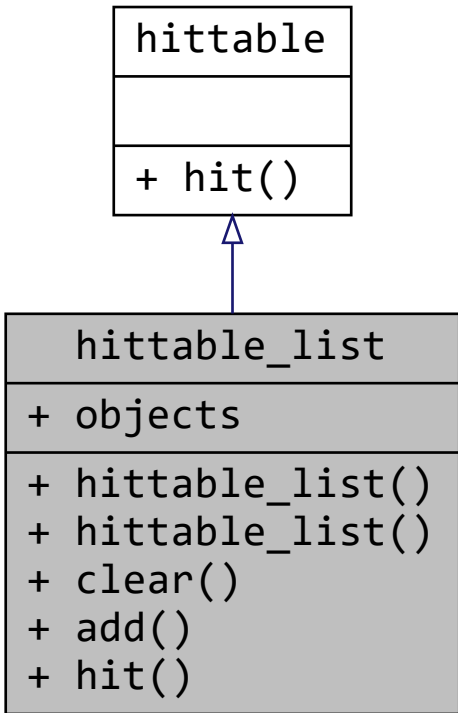 hittable
+ hit()
hittable_list
+ objects
+ hittable_list()
+ hittable_list()
+ clear()
+ add()
+ hit()